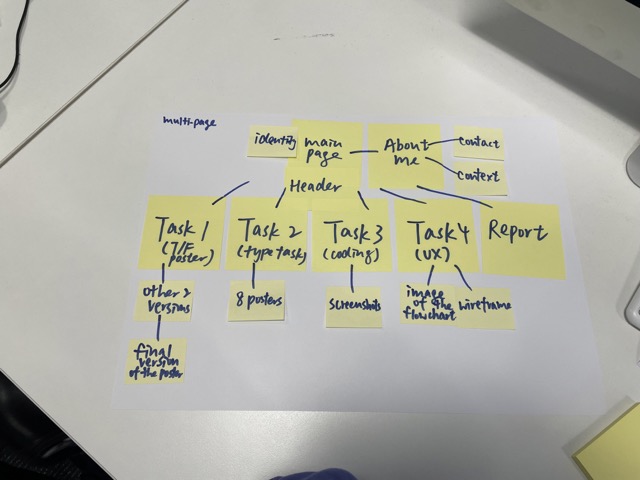 multi-page
identity
main
page
Header
About
me
contact
context
Task 1
(T/F
poster)
Task 2
(type task)
Task 3
(coding)
Task 4
(UX)
Report
other 2
versions
8 posters
screenshots
image
of the
flowchart
wireframe
final
version
of the poster